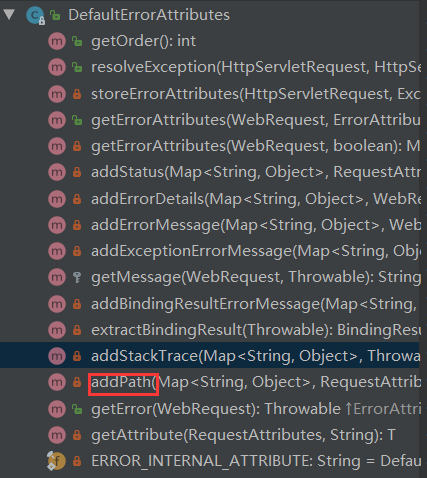 DefaultErrorAttributes
getOrder(): int
resolveException(HttpServletRequest, HttpSe
storeErrorAttributes(HttpServletRequest, Exc
getErrorAttributes(WebRequest, ErrorAttribu
getErrorAttributes(WebRequest, boolean): M
addStatus(Map<String, Object>, RequestAttri
addErrorDetails(Map<String, Object>, WebRe
addErrorMessage(Map<String, Object>, Web
addExceptionErrorMessage(Map<String, Obj
getMessage(WebRequest, Throwable): String
addBindingResultErrorMessage(Map<String,
extractBindingResult(Throwable): BindingResu
addStackTrace(Map<String, Object>, Throwa
addPath(Map<String, Object>, RequestAttrib
getError(WebRequest): Throwable ↑ErrorAttri
getAttribute(RequestAttributes, String): T
ERROR_INTERNAL_ATTRIBUTE: String = Defau